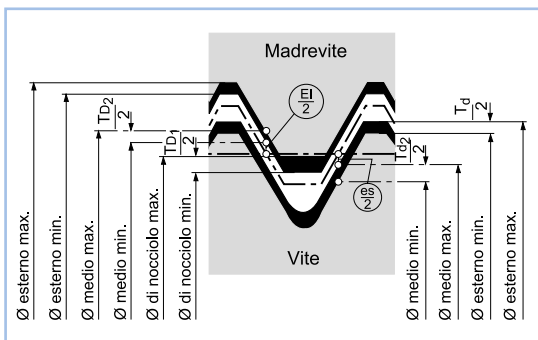 Madrevite
EI
2
TD2
2
TD1
2
Td
2
Td2
2
es
2
Vite
Ø esterno max.
Ø esterno min.
Ø medio max.
Ø medio min.
Ø di nocciolo max.
Ø di nocciolo min.
Ø medio min.
Ø medio max.
Ø esterno min.
Ø esterno max.